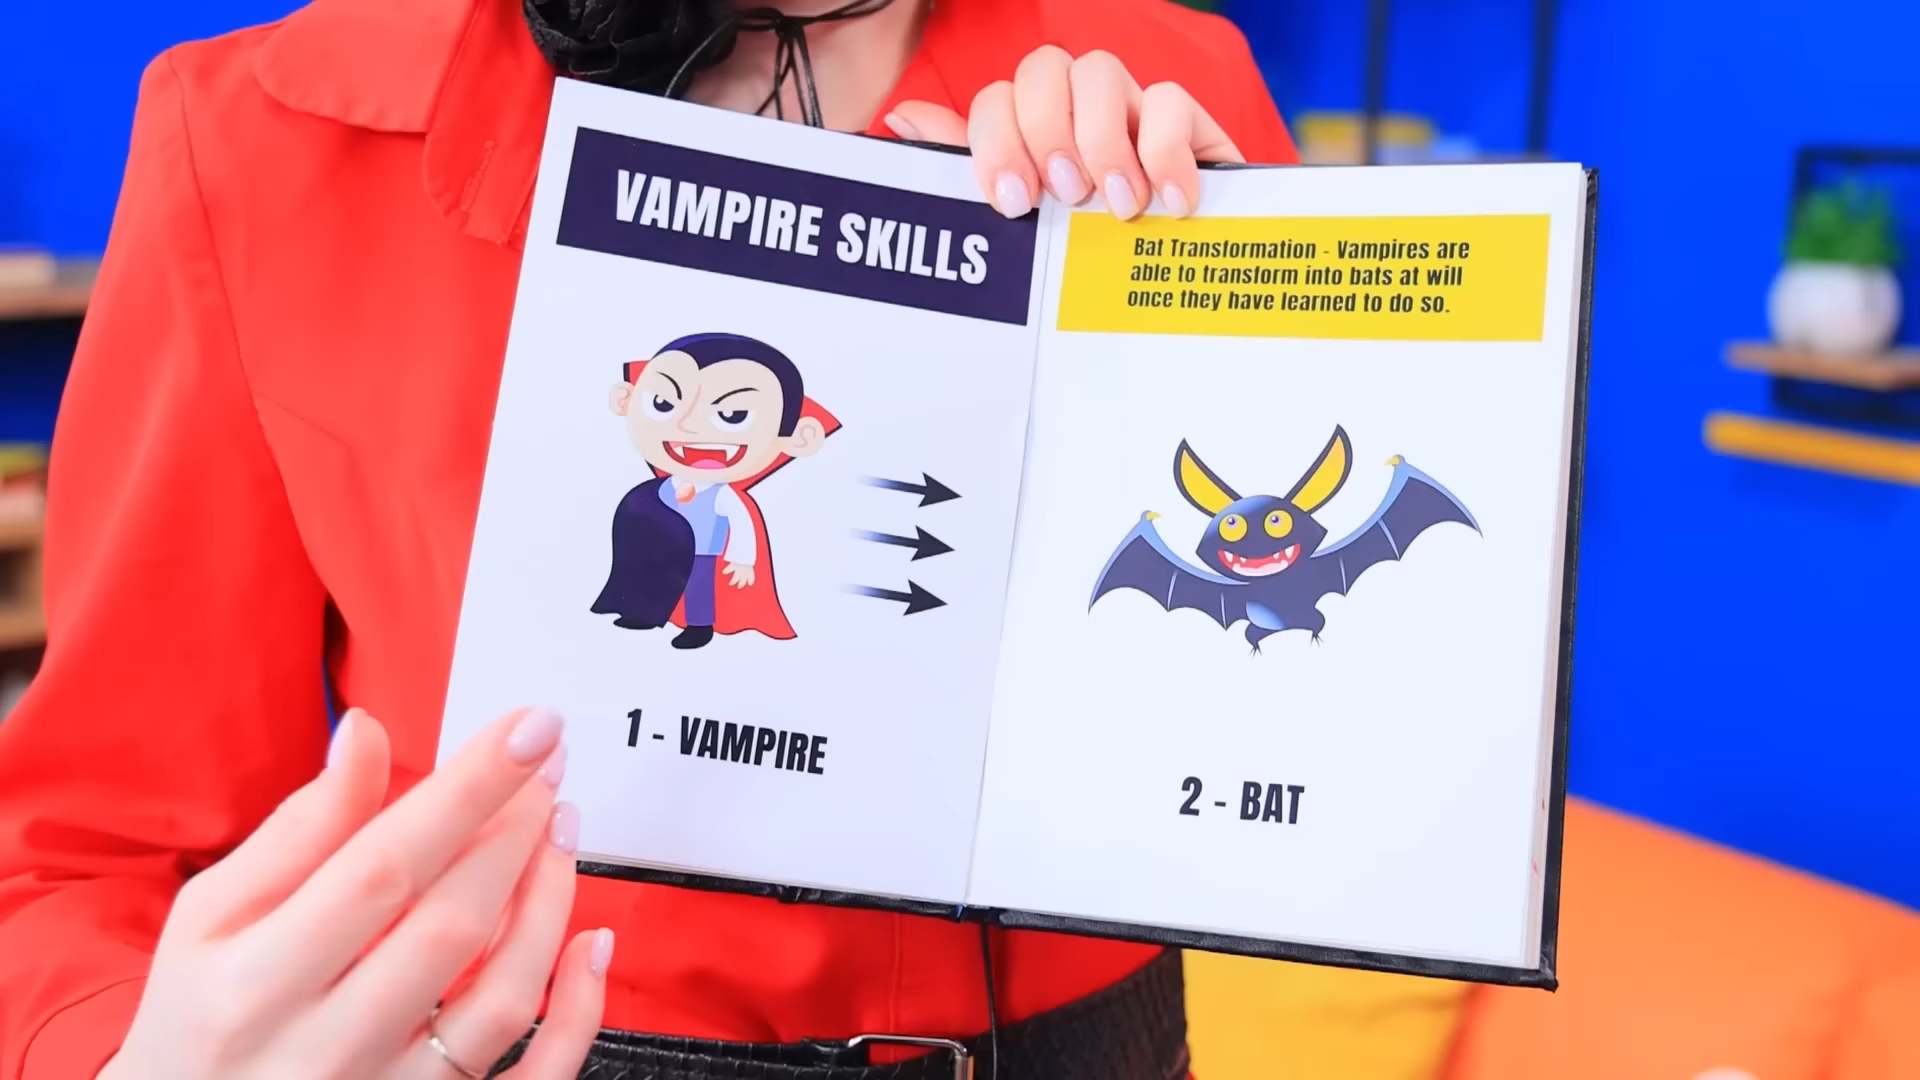 VAMPIRE SKILLS
1 - VAMPIRE
Bat Transformation - Vampires are
able to transform into bats at will
once they have learned to do so.
2 - BAT